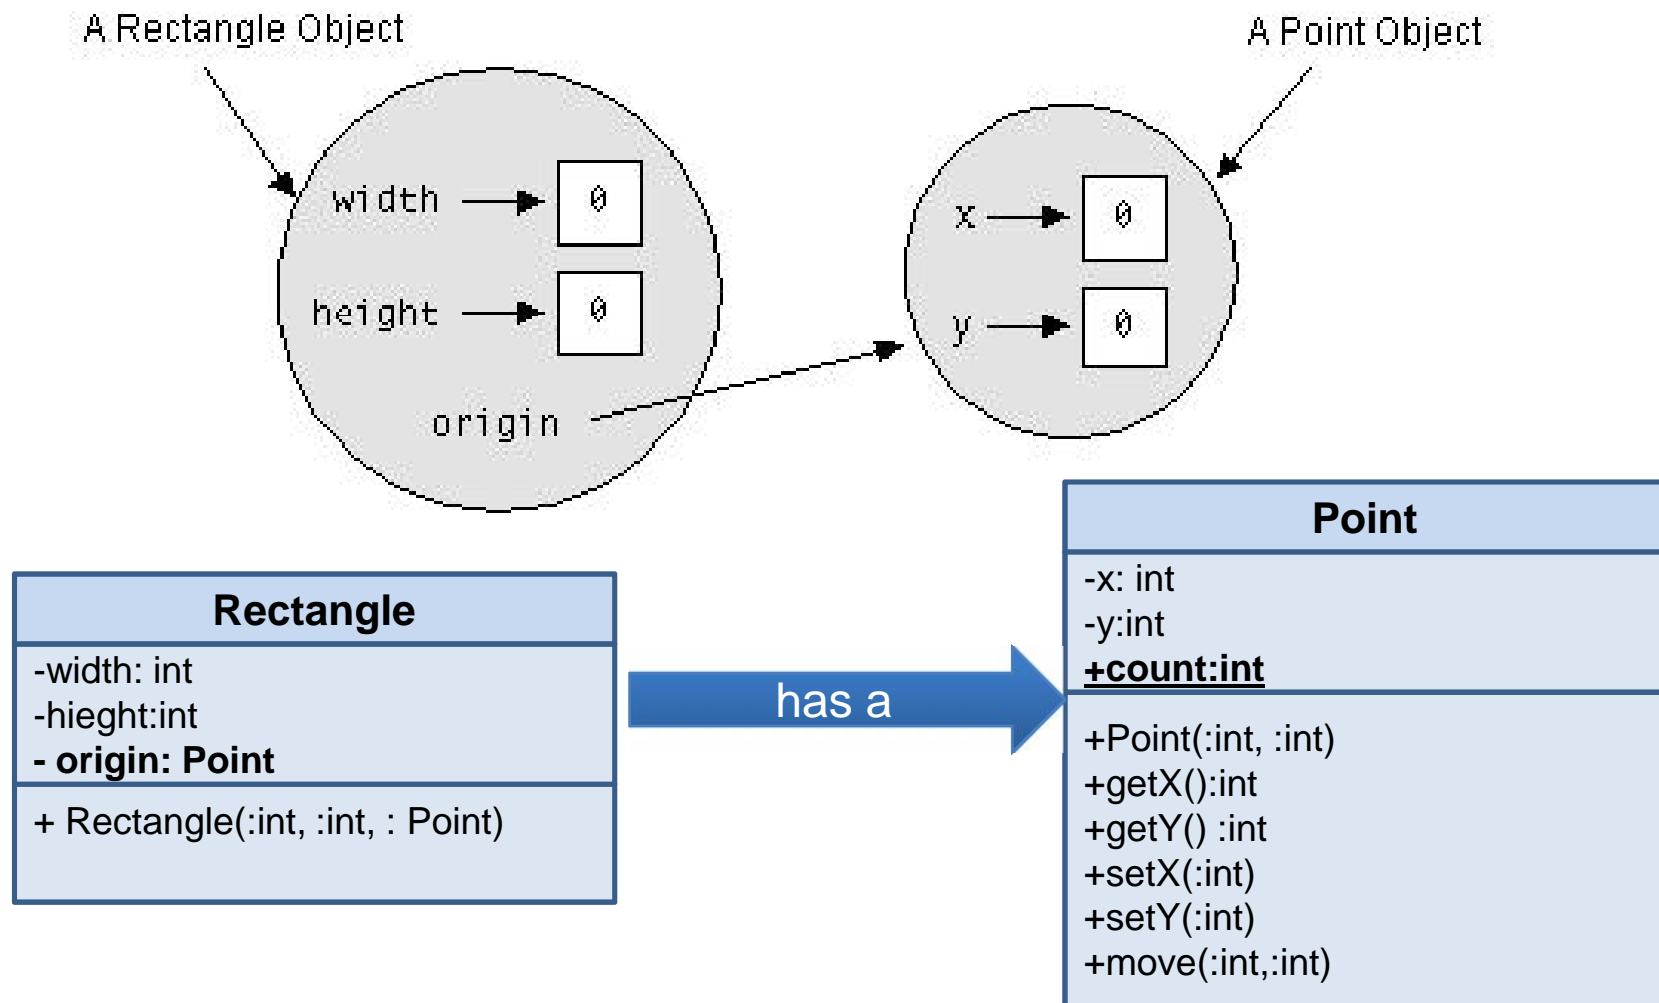 A Rectangle Object
A Point Object
width
0
height
0
origin
x
0
y
0
Rectangle
-width: int
-hieght:int
- origin: Point
+ Rectangle(:int, :int, : Point)
has a
Point
-x: int
-y:int
+count:int
+Point(:int, :int)
+getX():int
+getY() :int
+setX(:int)
+setY(:int)
+move(:int,:int)